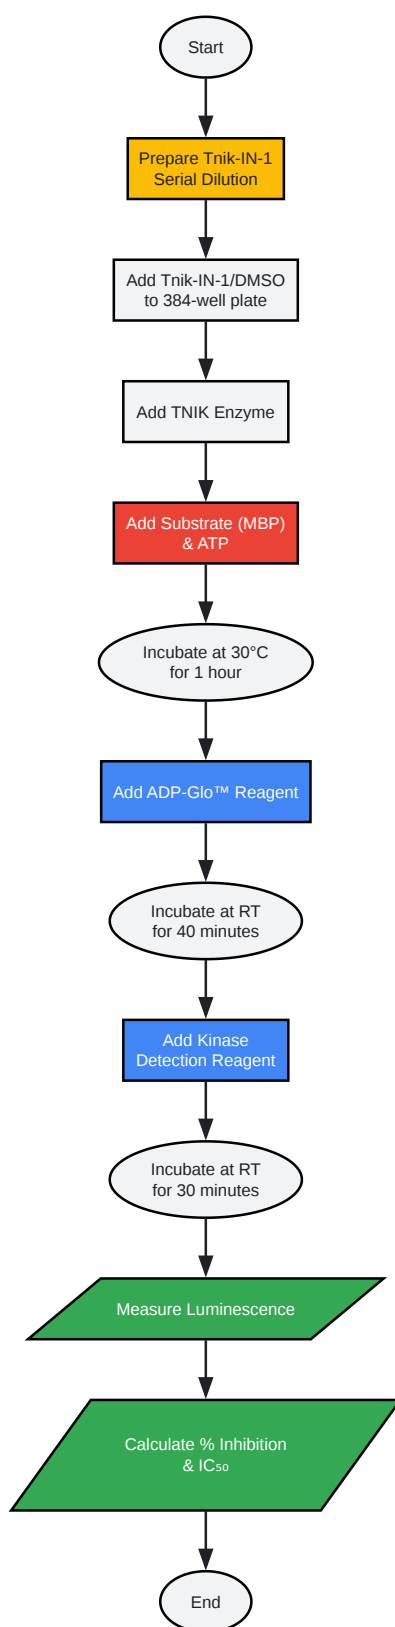 Start
Prepare Tnik-IN-1
Serial Dilution
Add Tnik-IN-1/DMSO
to 384-well plate
Add TNIK Enzyme
Add Substrate (MBP)
& ATP
Incubate at 30°C
for 1 hour
Add ADP-Glo™ Reagent
Incubate at RT
for 40 minutes
Add Kinase
Detection Reagent
Incubate at RT
for 30 minutes
Measure Luminescence
Calculate % Inhibition
& IC₅₀
End